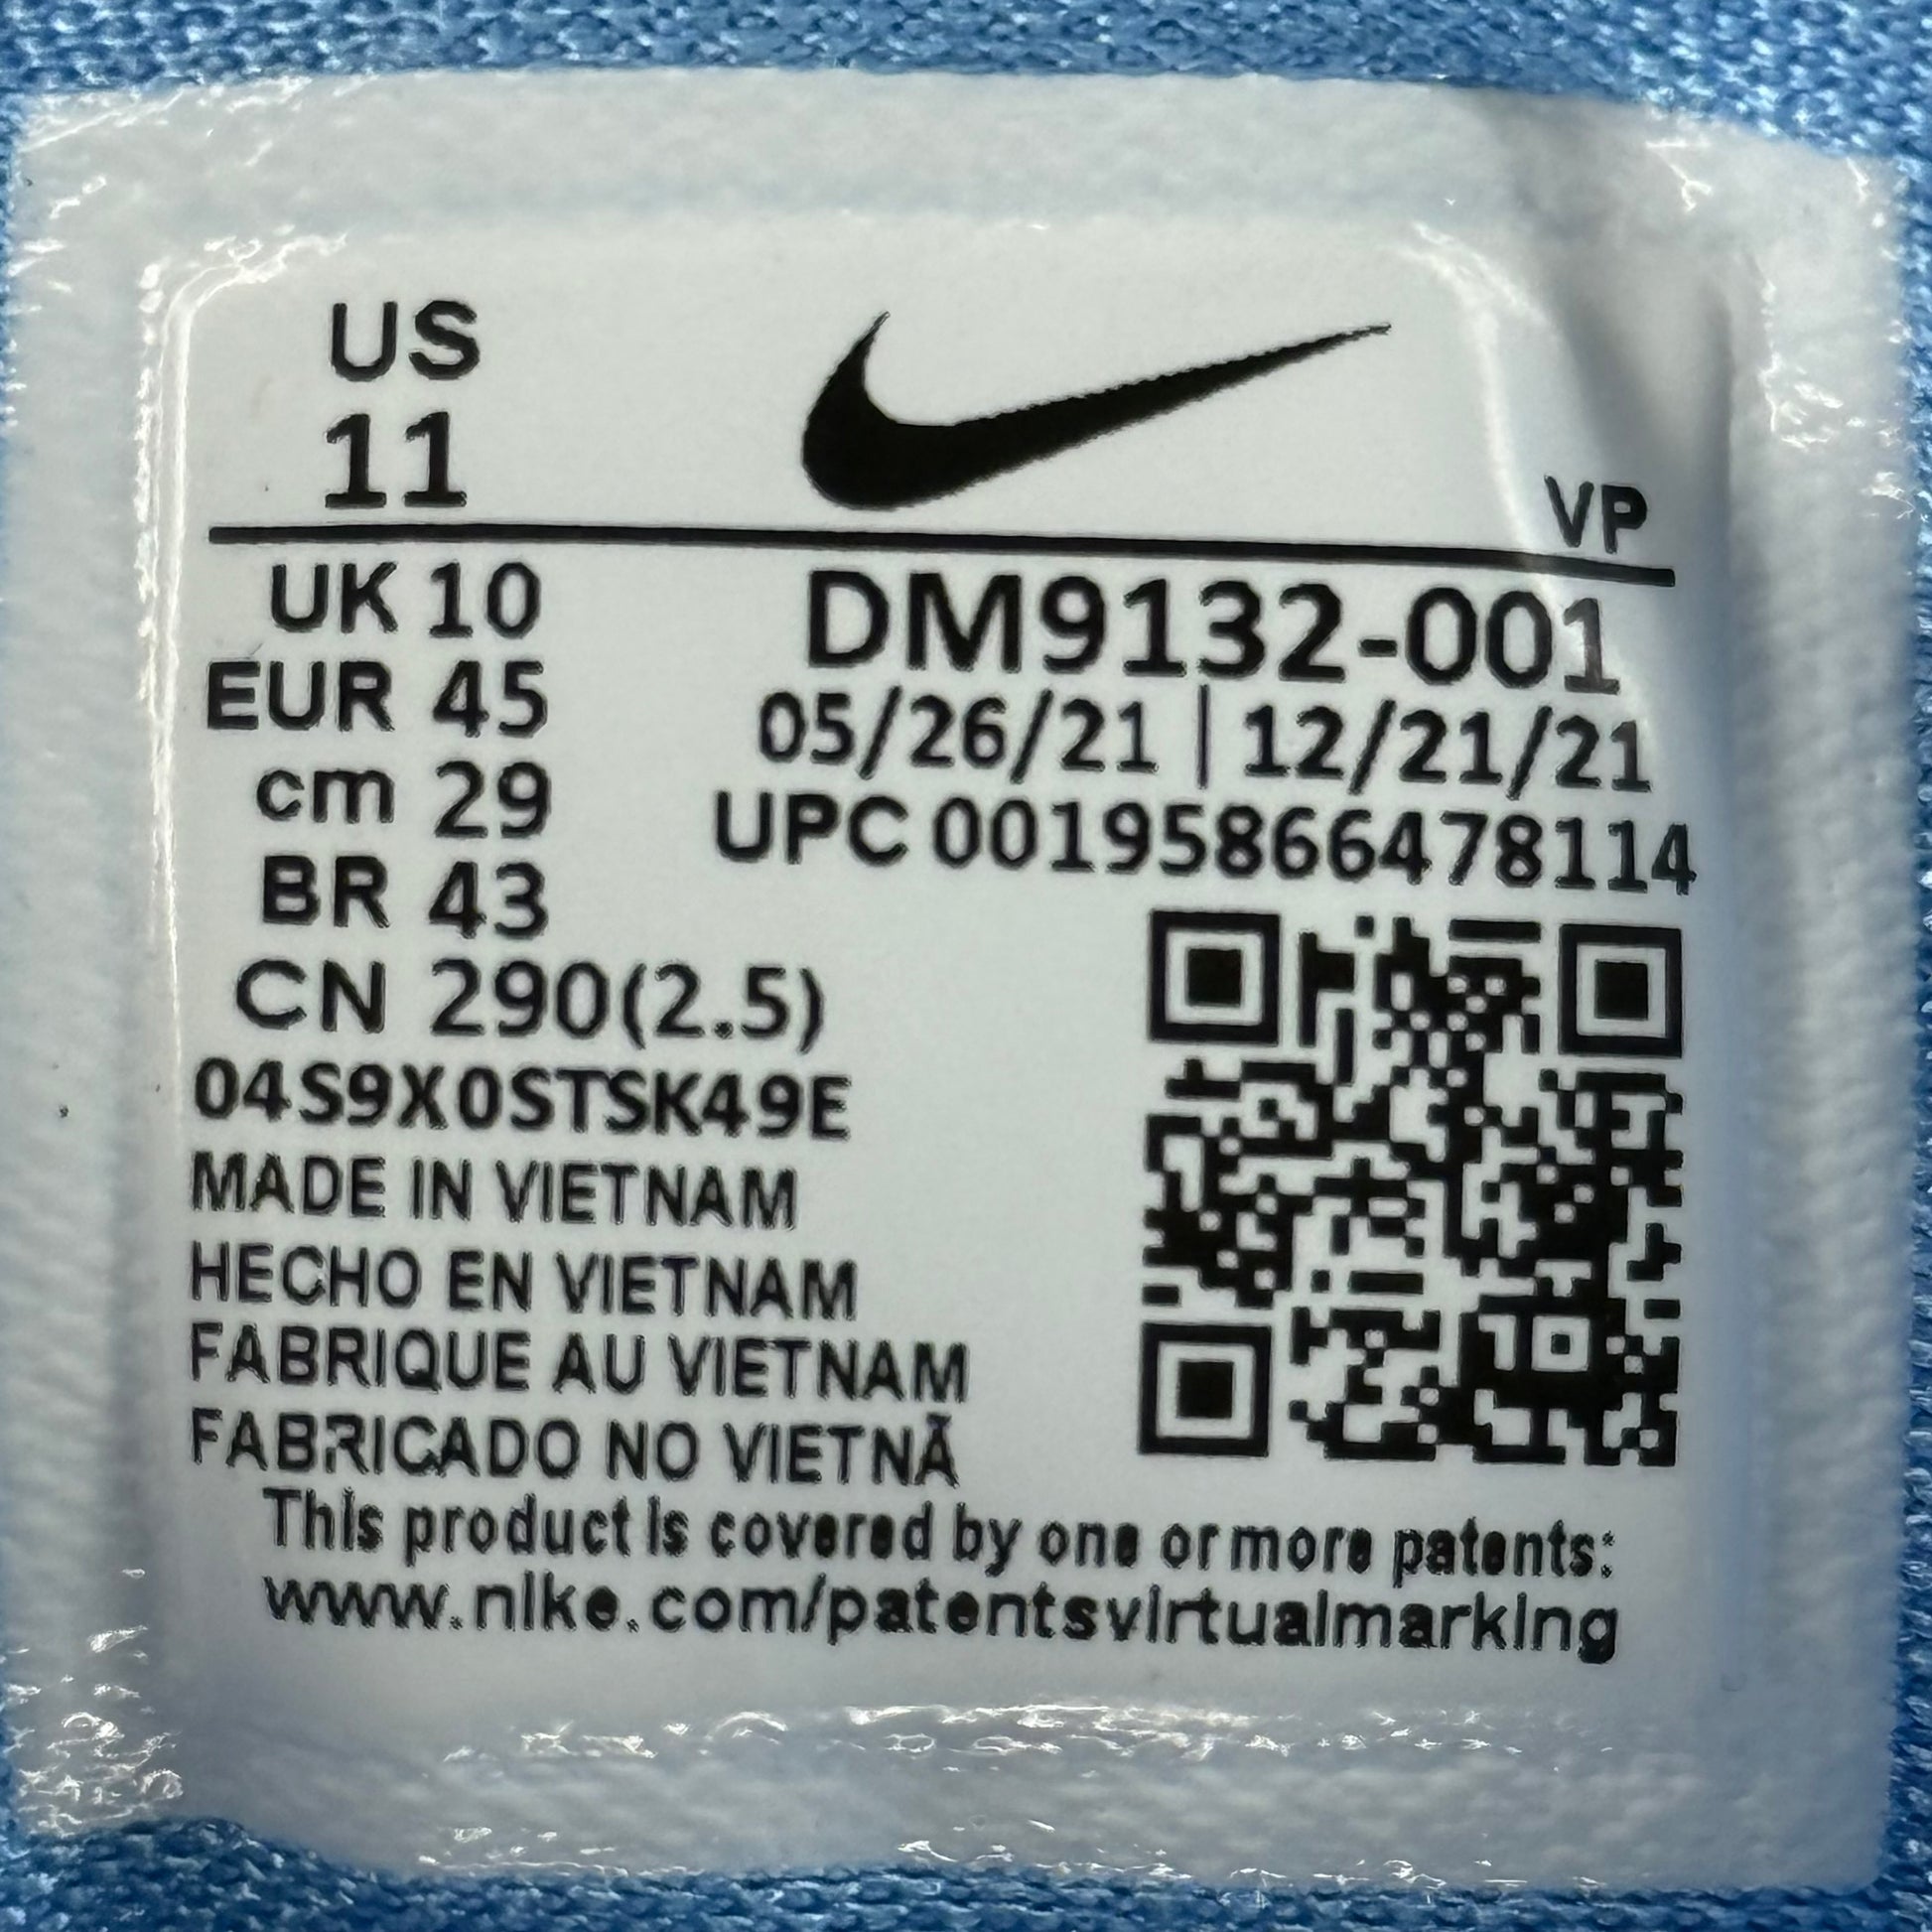 US
11
VP
UK 10
EUR 45
cm 29
BR 43
CN 290(2.5)
DM9132-001
05/26/21 | 12/21/21
UPC 00195866478114
04S9X0STSK49E
MADE IN VIETNAM
HECHO EN VIETNAM
FABRIQUE AU VIETNAM
FABRICADO NO VIETNÃ
This product is covered by one or more patents:
www.nike.com/patentsvirtualmarking